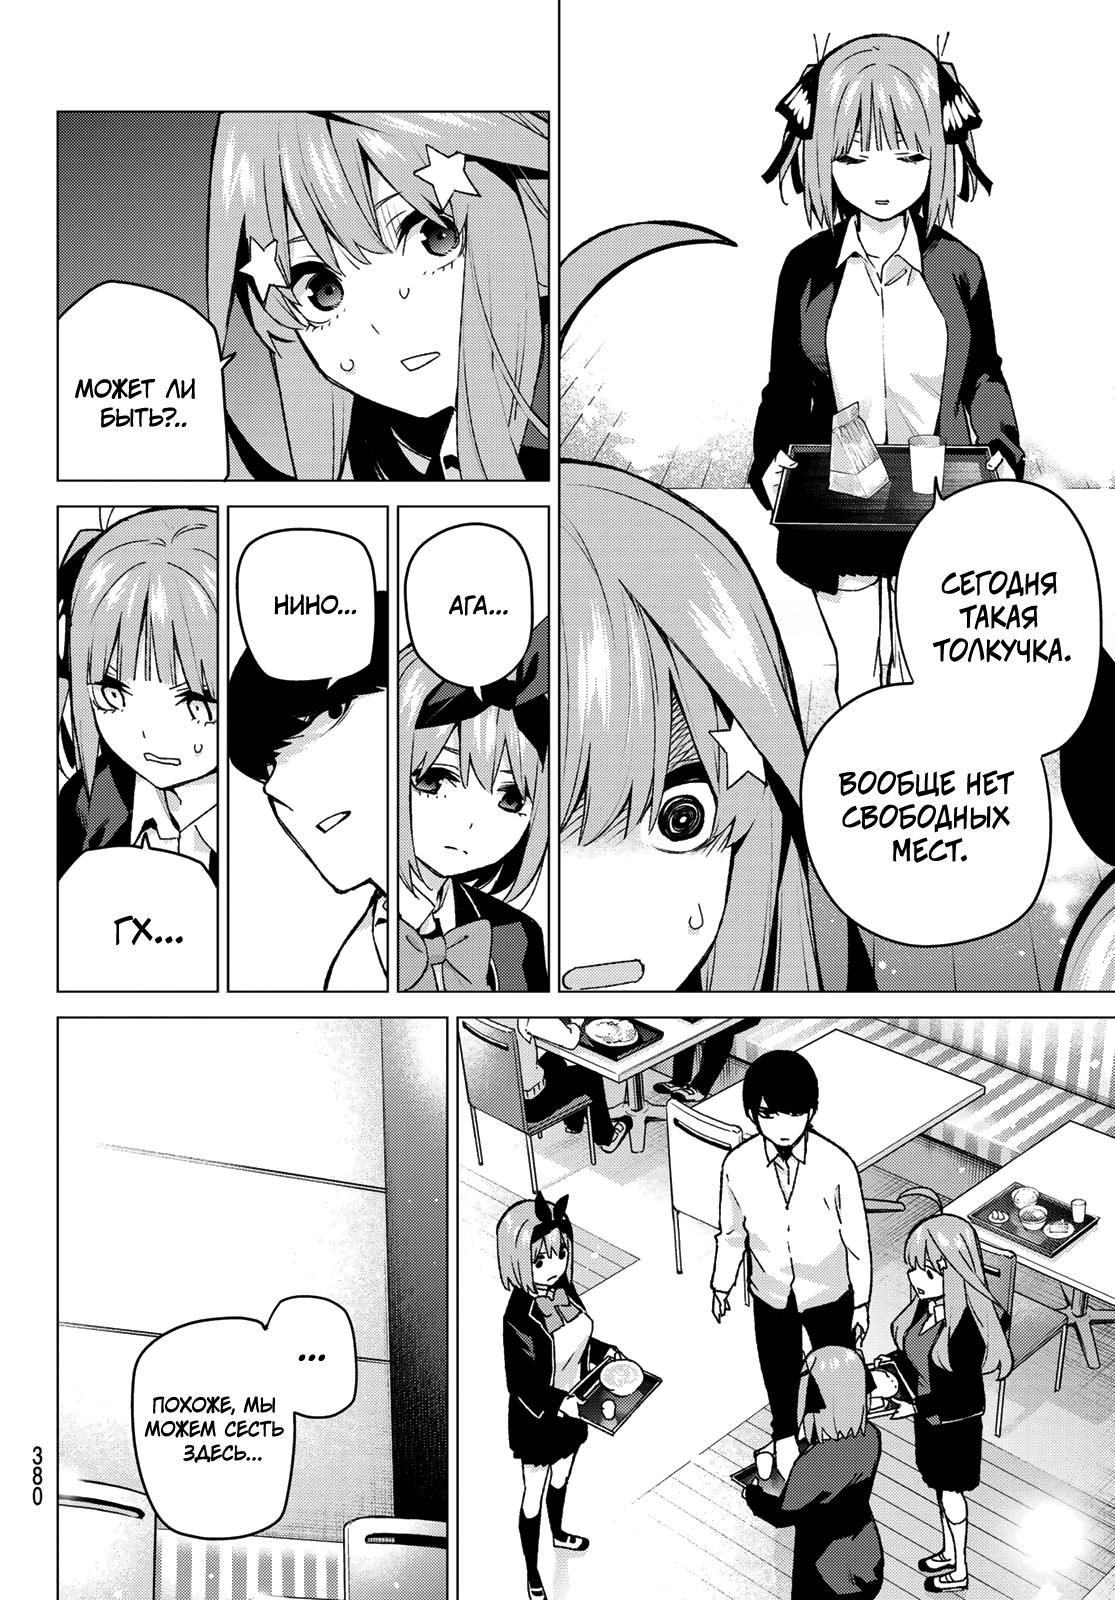 СЕГОДНЯ
ТАКАЯ
ТОЛКУЧКА.
ВООБЩЕ НЕТ
СВОБОДНЫХ
МЕСТ.
МОЖЕТ ЛИ
БЫТЬ?..
АГА...
НИНО...
ГХ...
...
ПОХОЖЕ, МЫ
МОЖЕМ СЕСТЬ
ЗДЕСЬ...
380